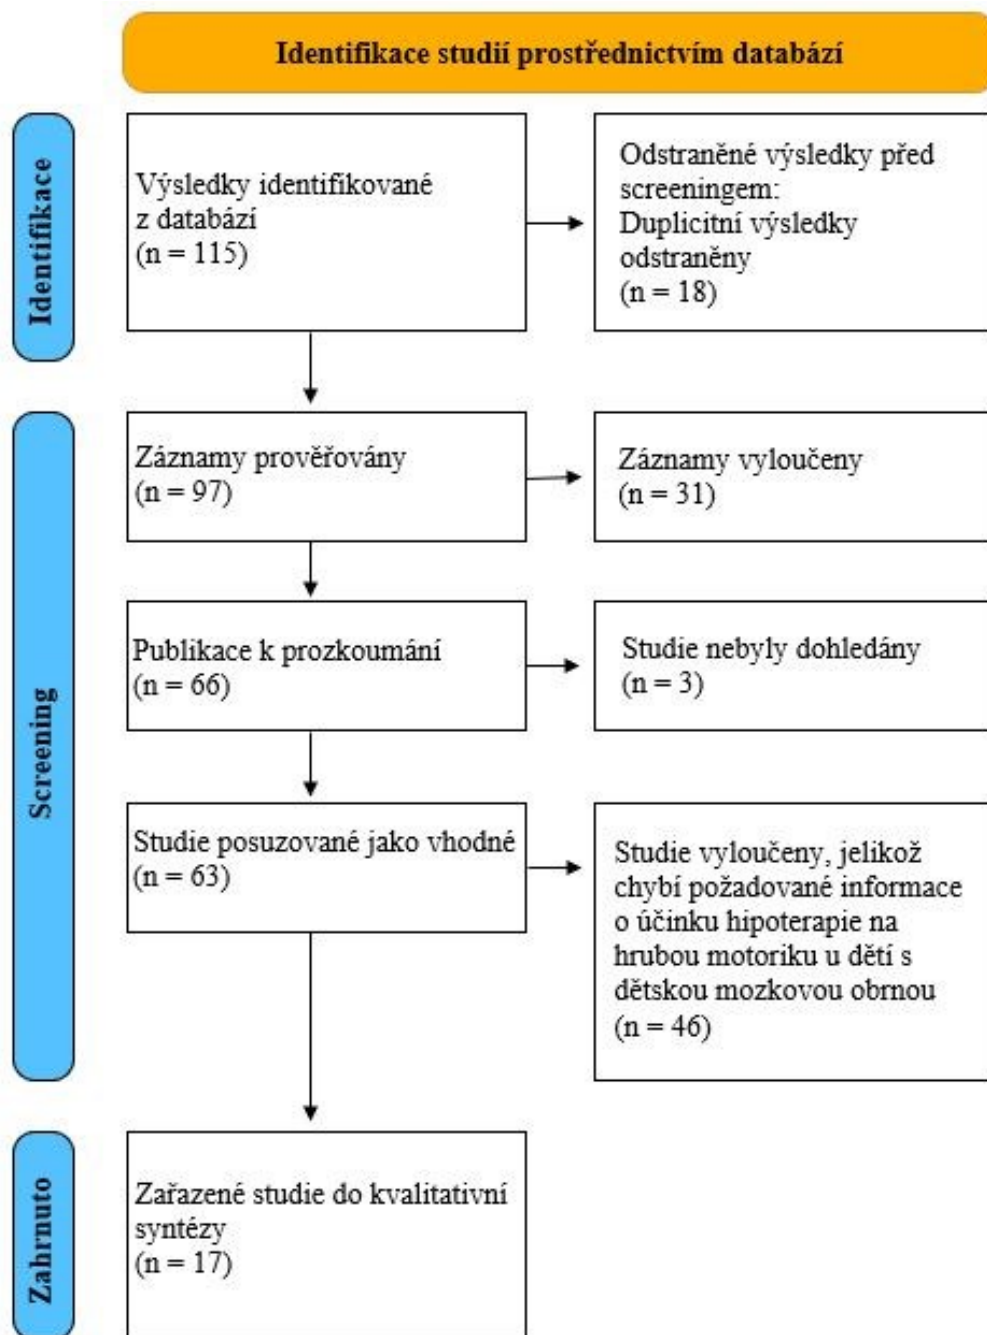 Identifikace studií prostřednictvím databází
Identifikace
Výsledky identifikované
z databází
(n = 115)
Odstraněné výsledky před
screeningem:
Duplicitní výsledky
odstraněny
(n = 18)
Screening
Záznamy prověřovány
(n = 97)
Záznamy vyloučeny
(n = 31)
Publikace k prozkoumání
(n = 66)
Studie nebyly dohledány
(n = 3)
Studie posuzované jako vhodné
(n = 63)
Studie vyloučeny, jelikož
chybí požadované informace
o účinku hipoterapie na
hrubou motoriku u dětí s
dětskou mozkovou obrnou
(n = 46)
Zahrnuto
Zařazené studie do kvalitativní
syntézy
(n = 17)